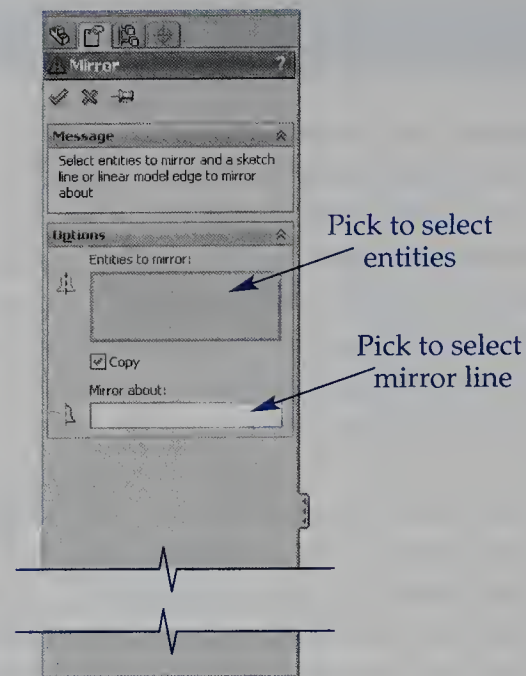 Mirror ?
Message
Select entities to mirror and a sketch
line or linear model edge to mirror
about
Options
Entities to mirror:
Pick to select
entities
Copy
Pick to select
mirror line
Mirror about: